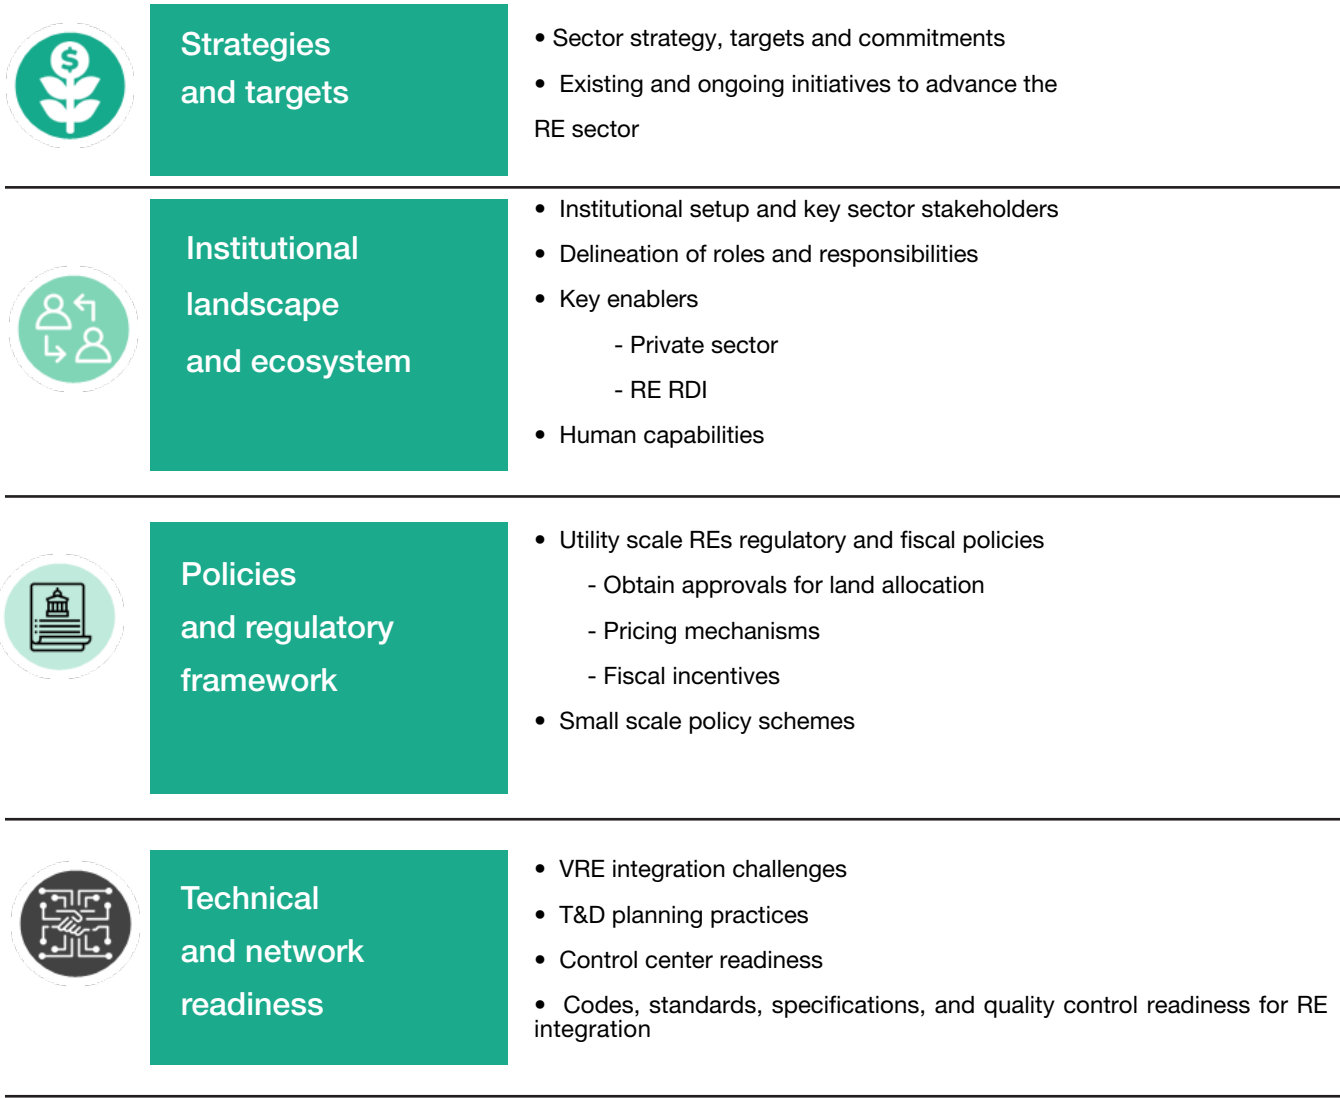 Strategies
and targets
• Sector strategy, targets and commitments
• Existing and ongoing initiatives to advance the
RE sector
Institutional
landscape
and ecosystem
• Institutional setup and key sector stakeholders
• Delineation of roles and responsibilities
• Key enablers
- Private sector
- RE RDI
• Human capabilities
Policies
and regulatory
framework
• Utility scale REs regulatory and fiscal policies
- Obtain approvals for land allocation
- Pricing mechanisms
- Fiscal incentives
• Small scale policy schemes
Technical
and network
readiness
• VRE integration challenges
• T&D planning practices
• Control center readiness
• Codes, standards, specifications, and quality control readiness for RE
integration